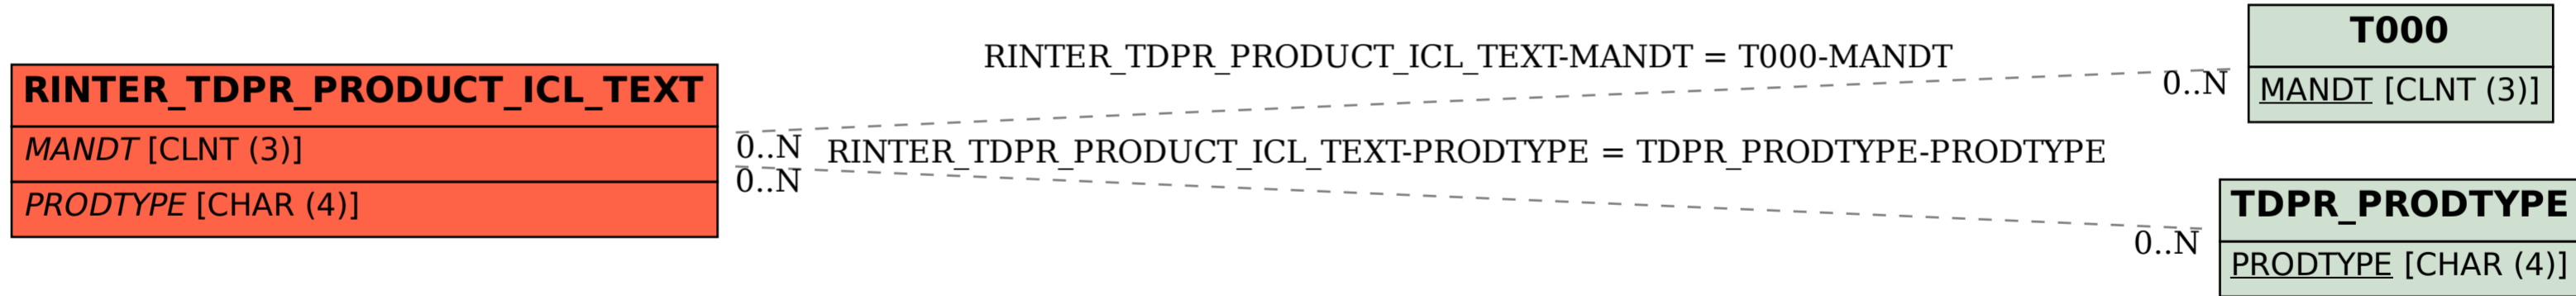 RINTER_TDPR_PRODUCT_ICL_TEXT
MANDT [CLNT (3)]
PRODTYPE [CHAR (4)]
RINTER_TDPR_PRODUCT_ICL_TEXT-MANDT = T000-MANDT
0..N
0..N
RINTER_TDPR_PRODUCT_ICL_TEXT-PRODTYPE = TDPR_PRODTYPE-PRODTYPE
0..N
0..N
T000
MANDT [CLNT (3)]
TDPR_PRODTYPE
PRODTYPE [CHAR (4)]